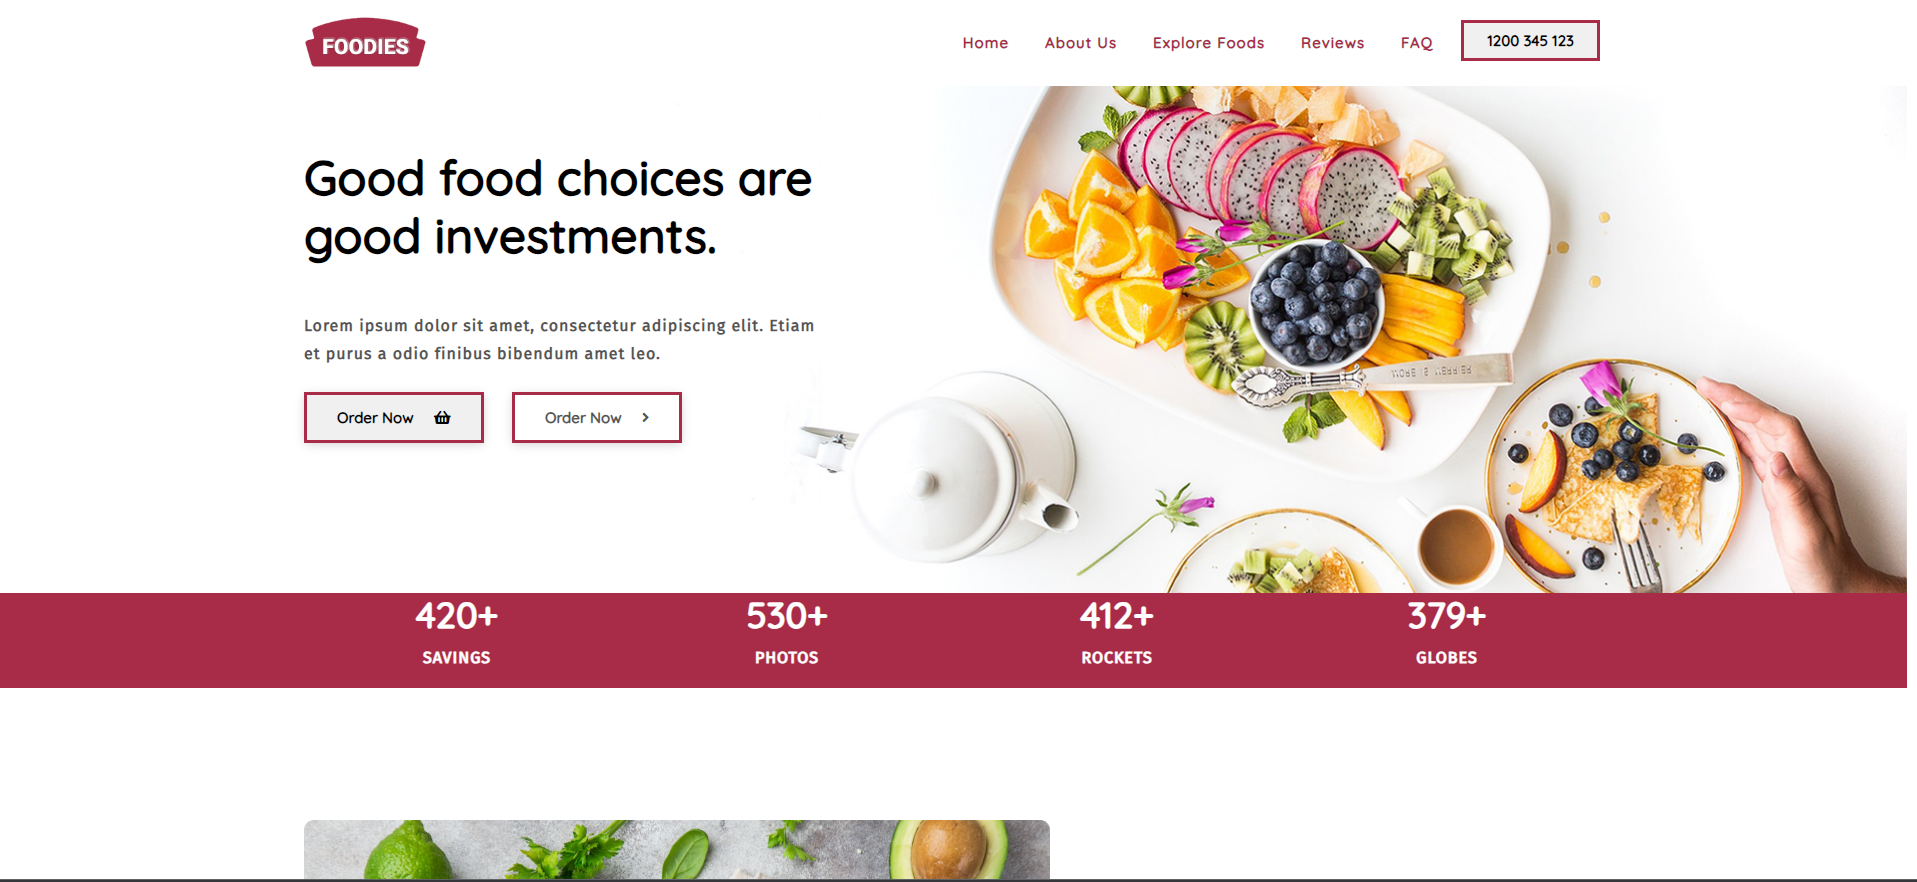 FOODIES
Home About Us Explore Foods Reviews FAQ 1200 345 123
Good food choices are
good investments.
Lorem ipsum dolor sit amet, consectetur adipiscing elit. Etiam
et purus a odio finibus bibendum amet leo.
Order Now Order Now
420+ 530+ 412+ 379+
SAVINGS PHOTOS ROCKETS GLOBES